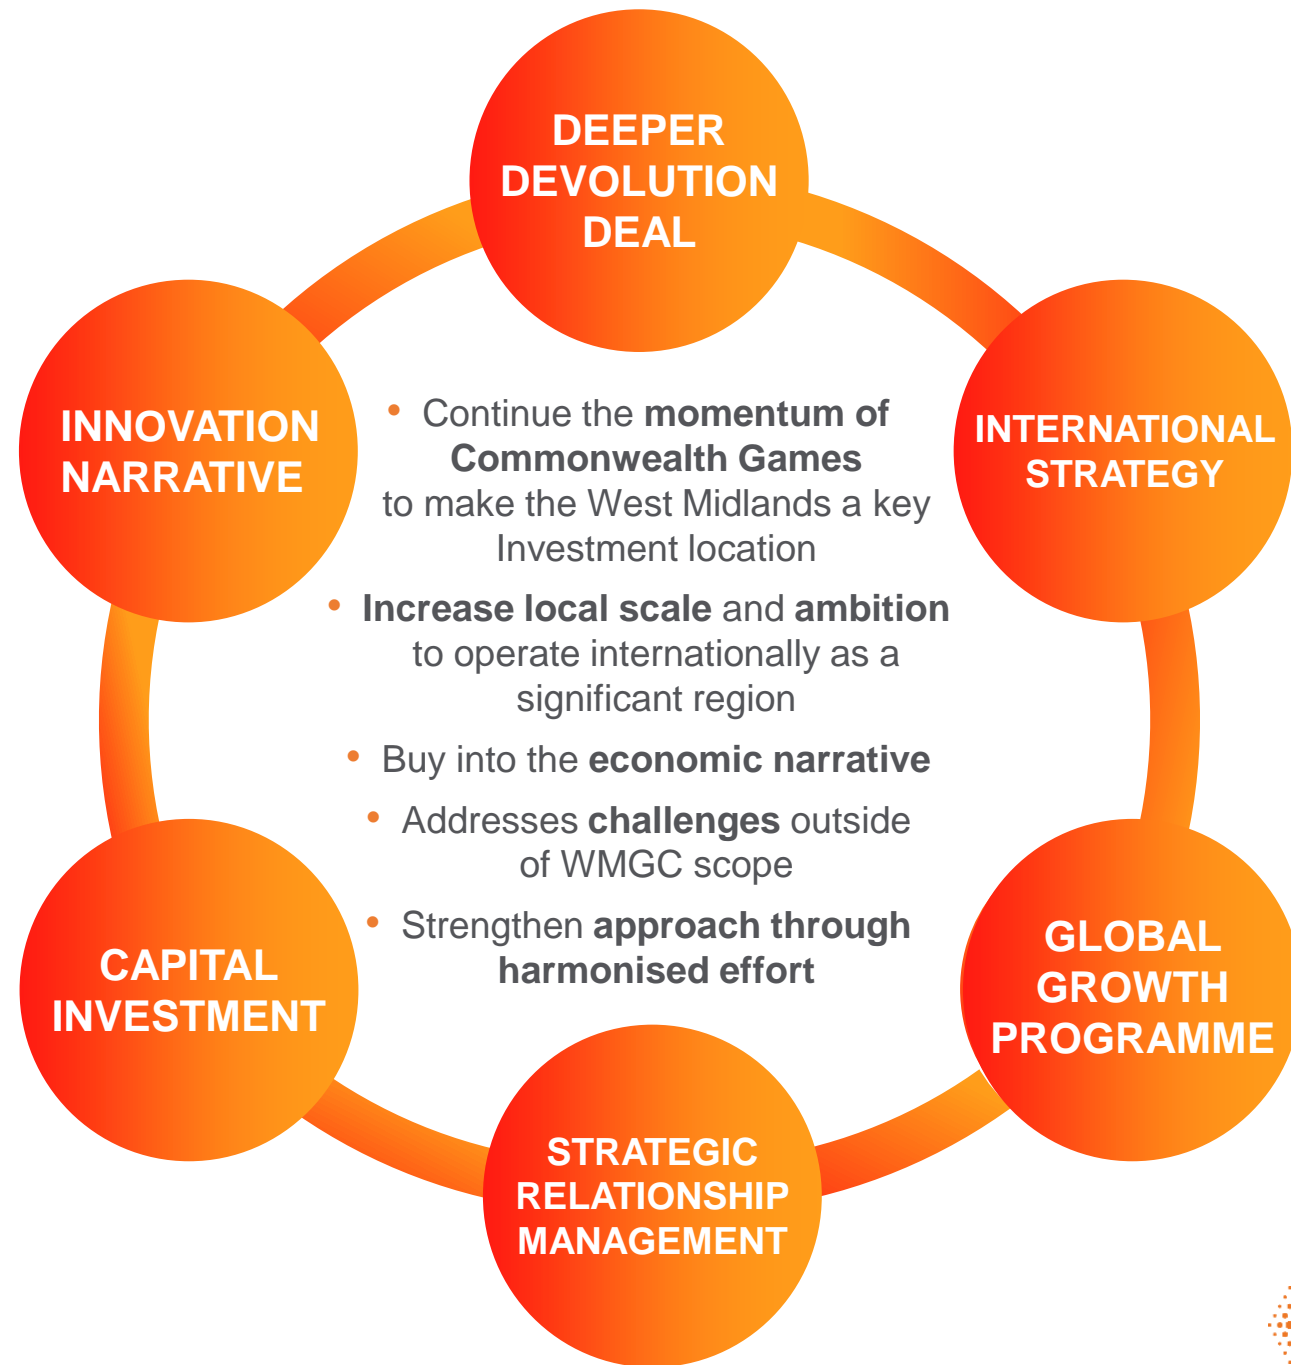 DEEPER
DEVOLUTION
DEAL
INNOVATION
NARRATIVE
INTERNATIONAL
STRATEGY
• Continue the momentum of
Commonwealth Games
to make the West Midlands a key
Investment location
• Increase local scale and ambition
to operate internationally as a
significant region
• Buy into the economic narrative
• Addresses challenges outside
of WMGC scope
• Strengthen approach through
harmonised effort
CAPITAL
INVESTMENT
GLOBAL
GROWTH
PROGRAMME
STRATEGIC
RELATIONSHIP
MANAGEMENT